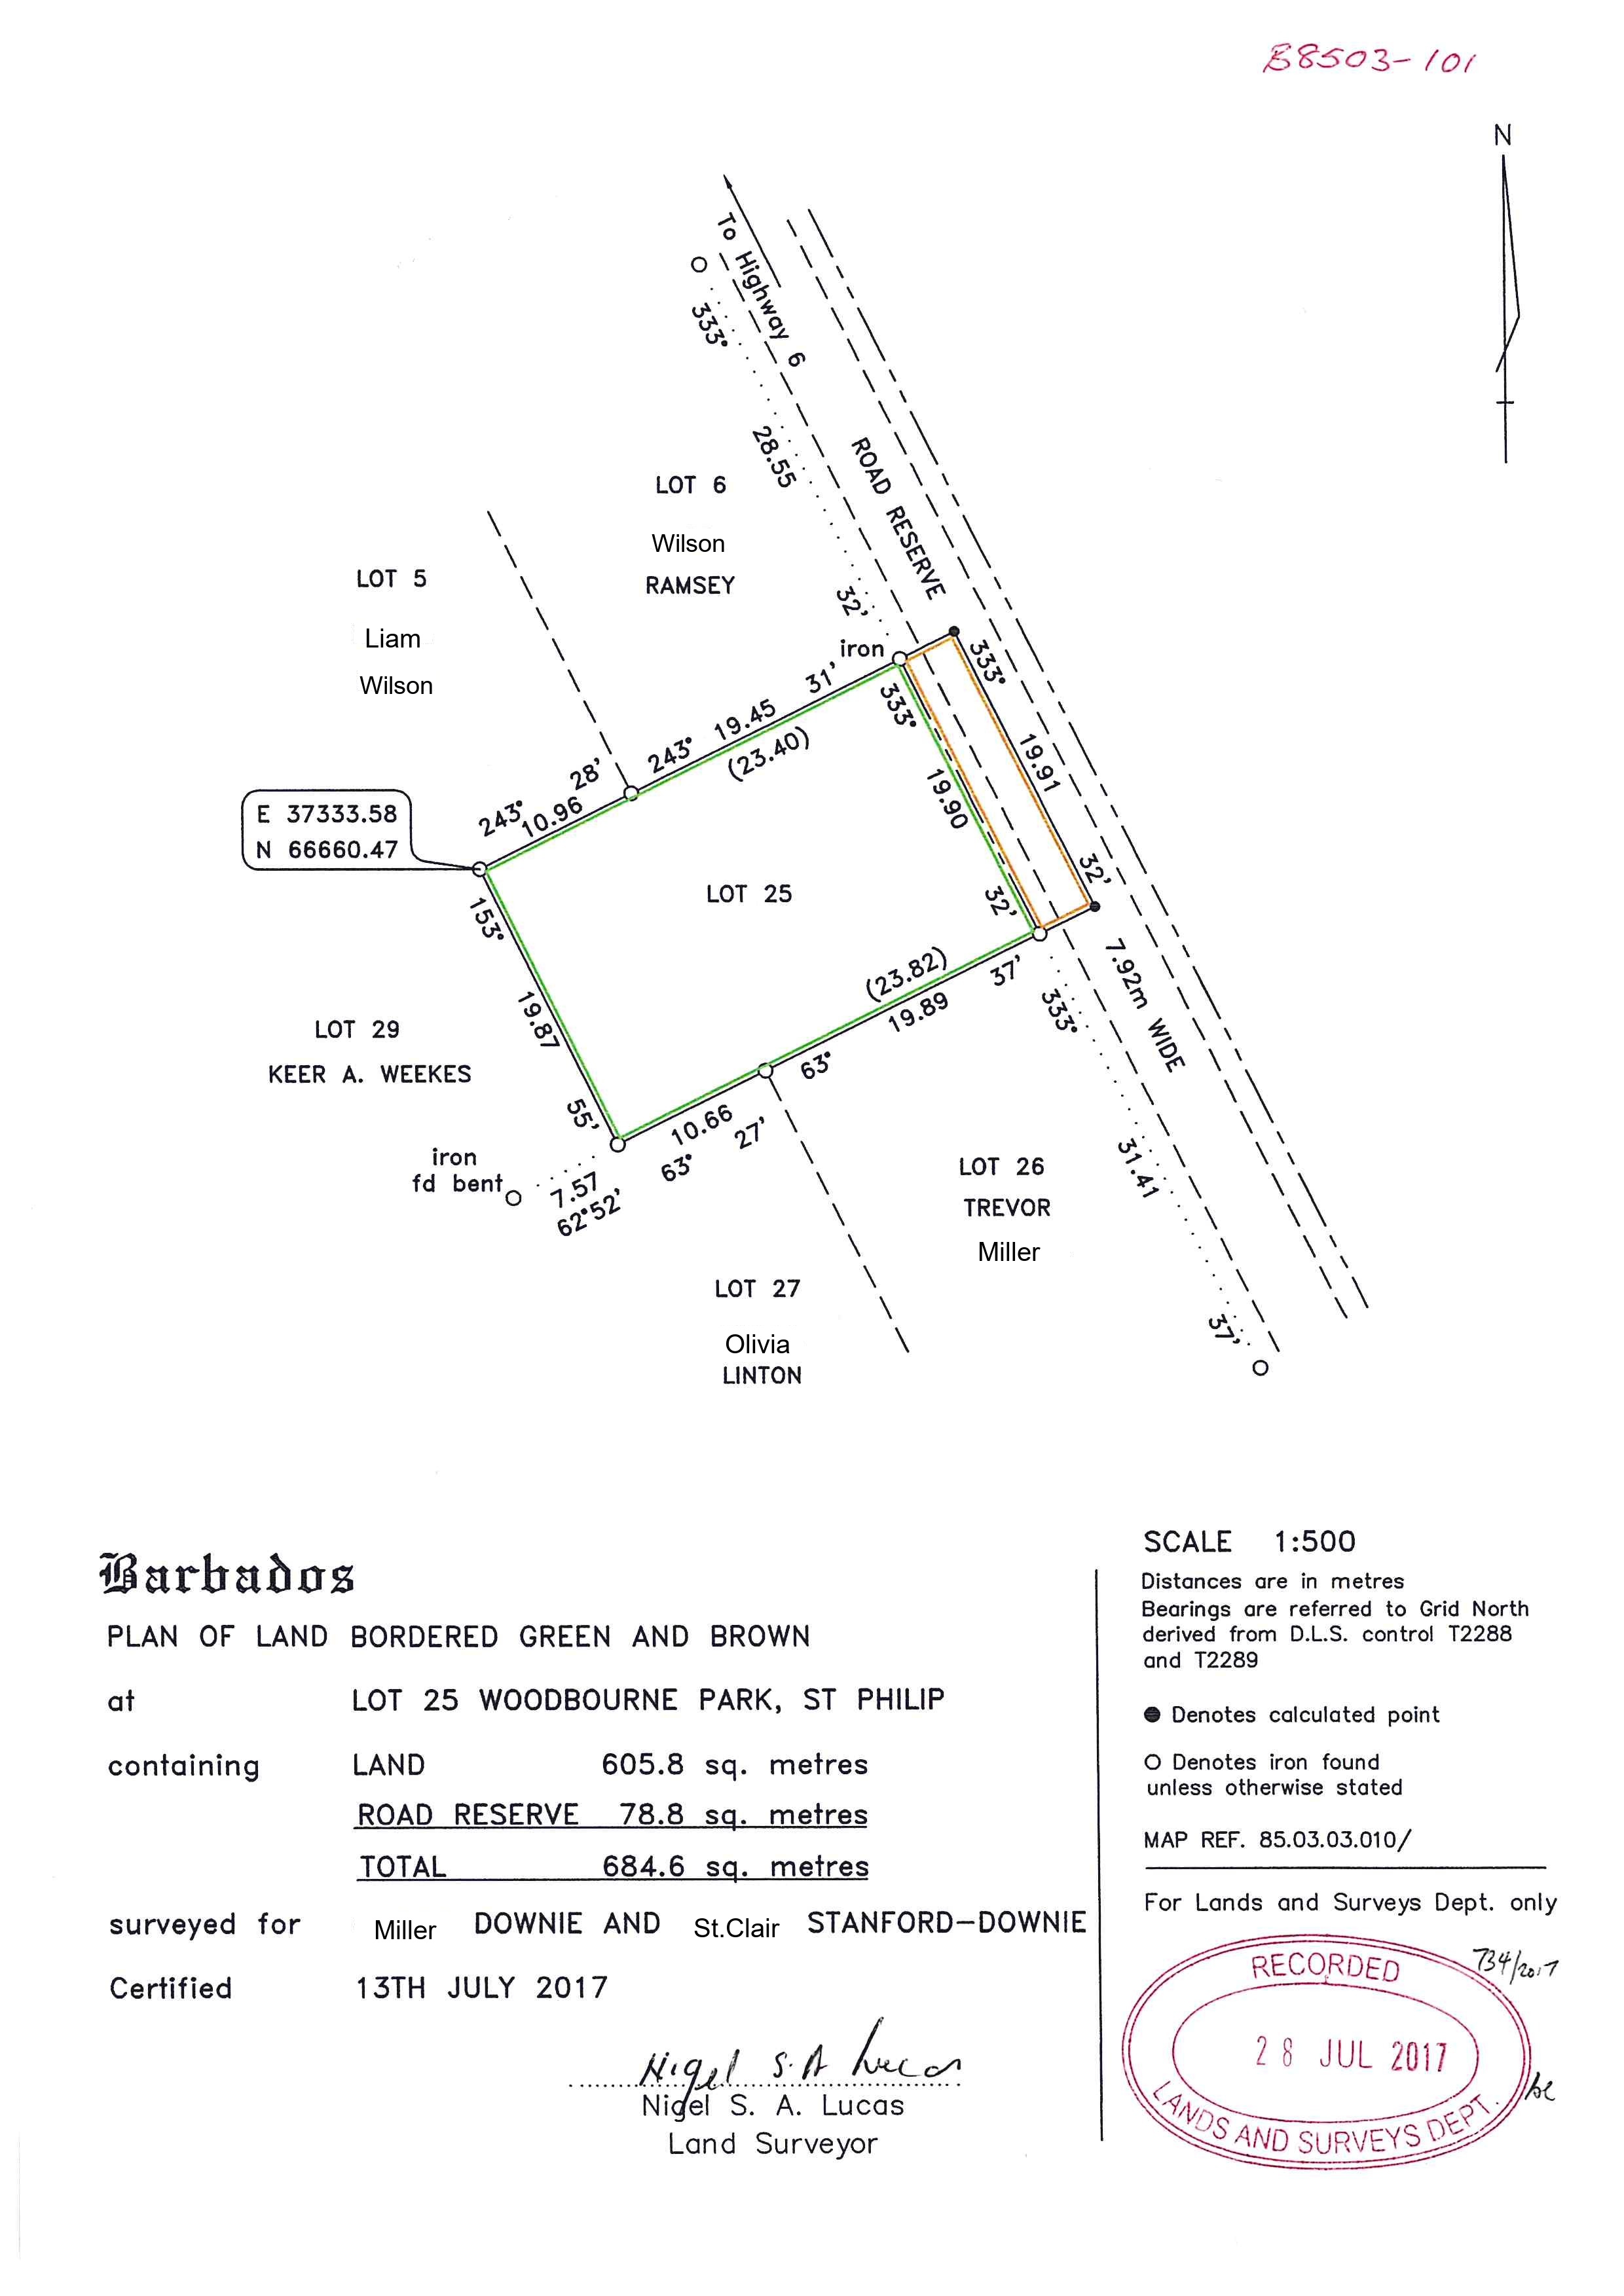 B8503-101
N
To Highway 6
333°
28.55
32'
ROAD RESERVE
LOT 6
Wilson
RAMSEY
LOT 5
Liam
Wilson
iron
333°
19.91
32'
333°
19.90
32'
31'
19.45
243°
(23.40)
28'
243°
10.96
E 37333.58
N 66660.47
LOT 25
153°
19.87
55'
(23.82)
37'
19.89
63°
7.92m WIDE
333°
31.41
37'
LOT 29
KEER A. WEEKES
iron
fd bent
7.57
62°52'
10.66
27'
63°
LOT 26
TREVOR
Miller
LOT 27
Olivia
LINTON
Barbados
PLAN OF LAND BORDERED GREEN AND BROWN
at LOT 25 WOODBOURNE PARK, ST PHILIP
containing LAND 605.8 sq. metres
ROAD RESERVE 78.8 sq. metres
TOTAL 684.6 sq. metres
surveyed for Miller DOWNIE AND St.Clair STANFORD-DOWNIE
Certified 13TH JULY 2017
Nigel S.A Lucas
Nigel S. A. Lucas
Land Surveyor
SCALE 1:500
Distances are in metres
Bearings are referred to Grid North
derived from D.L.S. control T2288
and T2289
Denotes calculated point
Denotes iron found
unless otherwise stated
MAP REF. 85.03.03.010/
For Lands and Surveys Dept. only
734/2017
RECORDED
28 JUL 2017
LANDS AND SURVEYS DEPT.